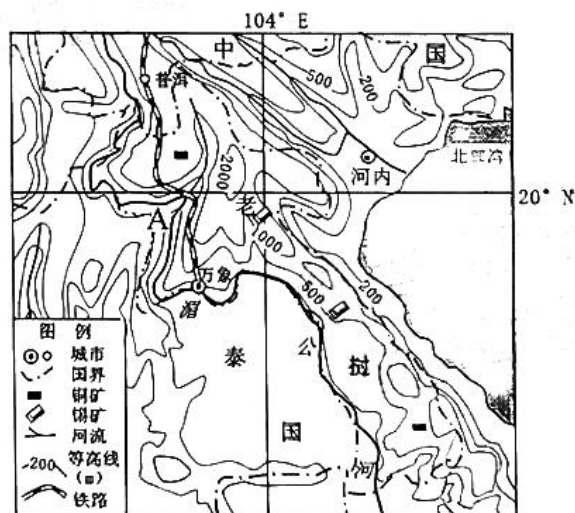 104° E
中 国
500
200
普洱
北部湾
河内
2000
20° N
A
老
1000
万象
500
200
湄
公
泰
国
河
图 例
城市
国界
铜矿
锡矿
河流
200 等高线
(m)
铁路